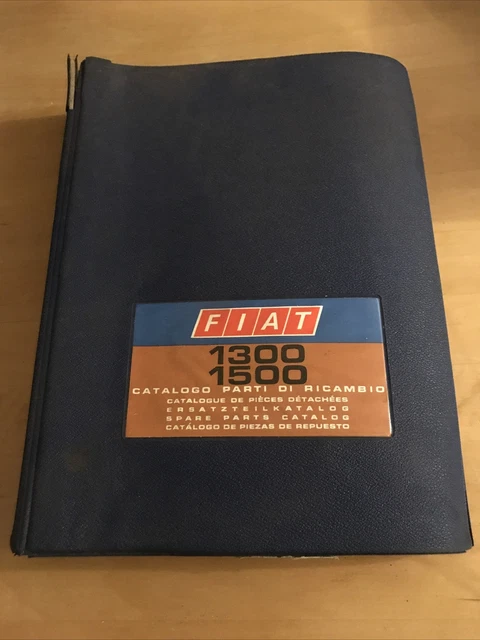 FIAT
1300
1500
CATALOGO PARTI DI RICAMBIO
CATALOGUE DE PIÈCES DÉTACHÉES
ERSATZTEILKATALOG
SPARE PARTS CATALOG
CATÁLOGO DE PIEZAS DE REPUESTO